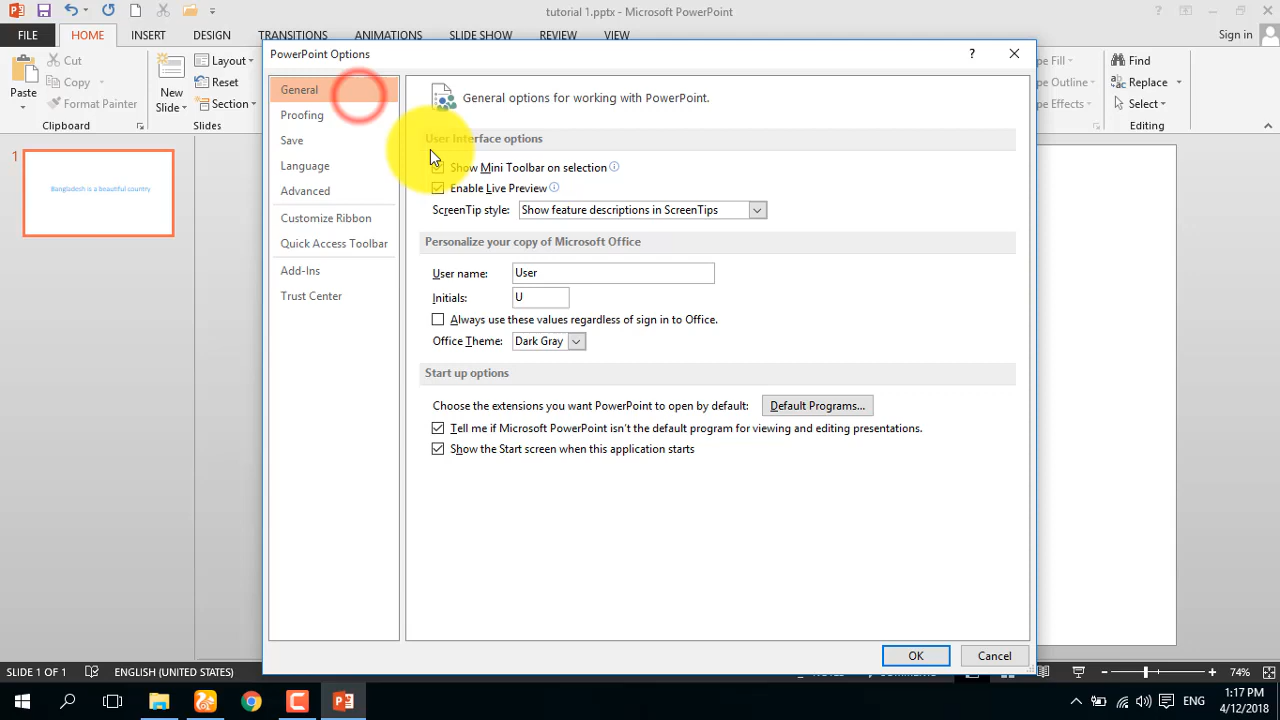 tutorial 1.pptx - Microsoft PowerPoint
FILE HOME INSERT DESIGN TRANSITIONS ANIMATIONS SLIDE SHOW REVIEW VIEW Sign in
Paste
Cut
Copy
Format Painter
Clipboard
New Slide
Layout
Reset
Section
Slides
Find
Replace
Select
Editing
1
Bangladesh is a beautiful country
PowerPoint Options
General
Proofing
Save
Language
Advanced
Customize Ribbon
Quick Access Toolbar
Add-Ins
Trust Center
General options for working with PowerPoint.
User Interface options
Show Mini Toolbar on selection
Enable Live Preview
ScreenTip style: Show feature descriptions in ScreenTips
Personalize your copy of Microsoft Office
User name: User
Initials: U
Always use these values regardless of sign in to Office.
Office Theme: Dark Gray
Start up options
Choose the extensions you want PowerPoint to open by default: Default Programs...
Tell me if Microsoft PowerPoint isn't the default program for viewing and editing presentations.
Show the Start screen when this application starts
OK Cancel
SLIDE 1 OF 1 ENGLISH (UNITED STATES) 74%
ENG
1:17 PM
4/12/2018